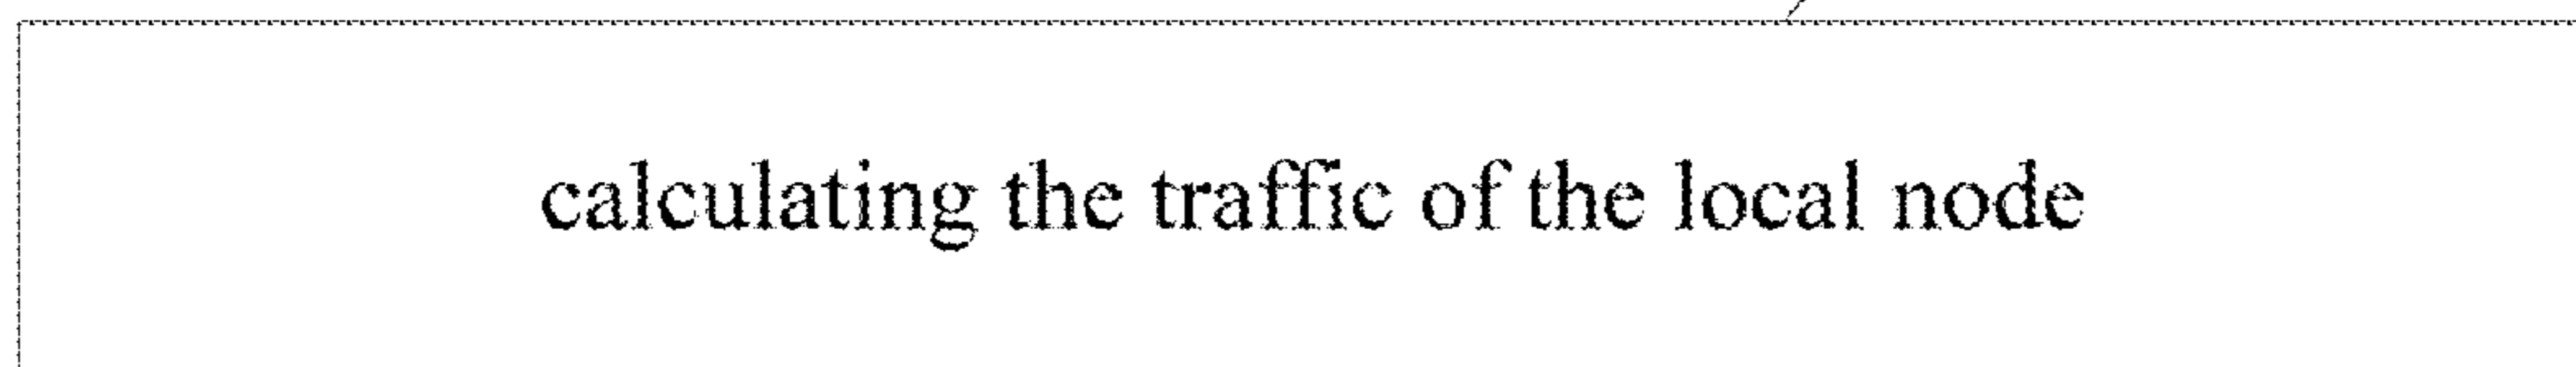 calculating the traffic of the local node